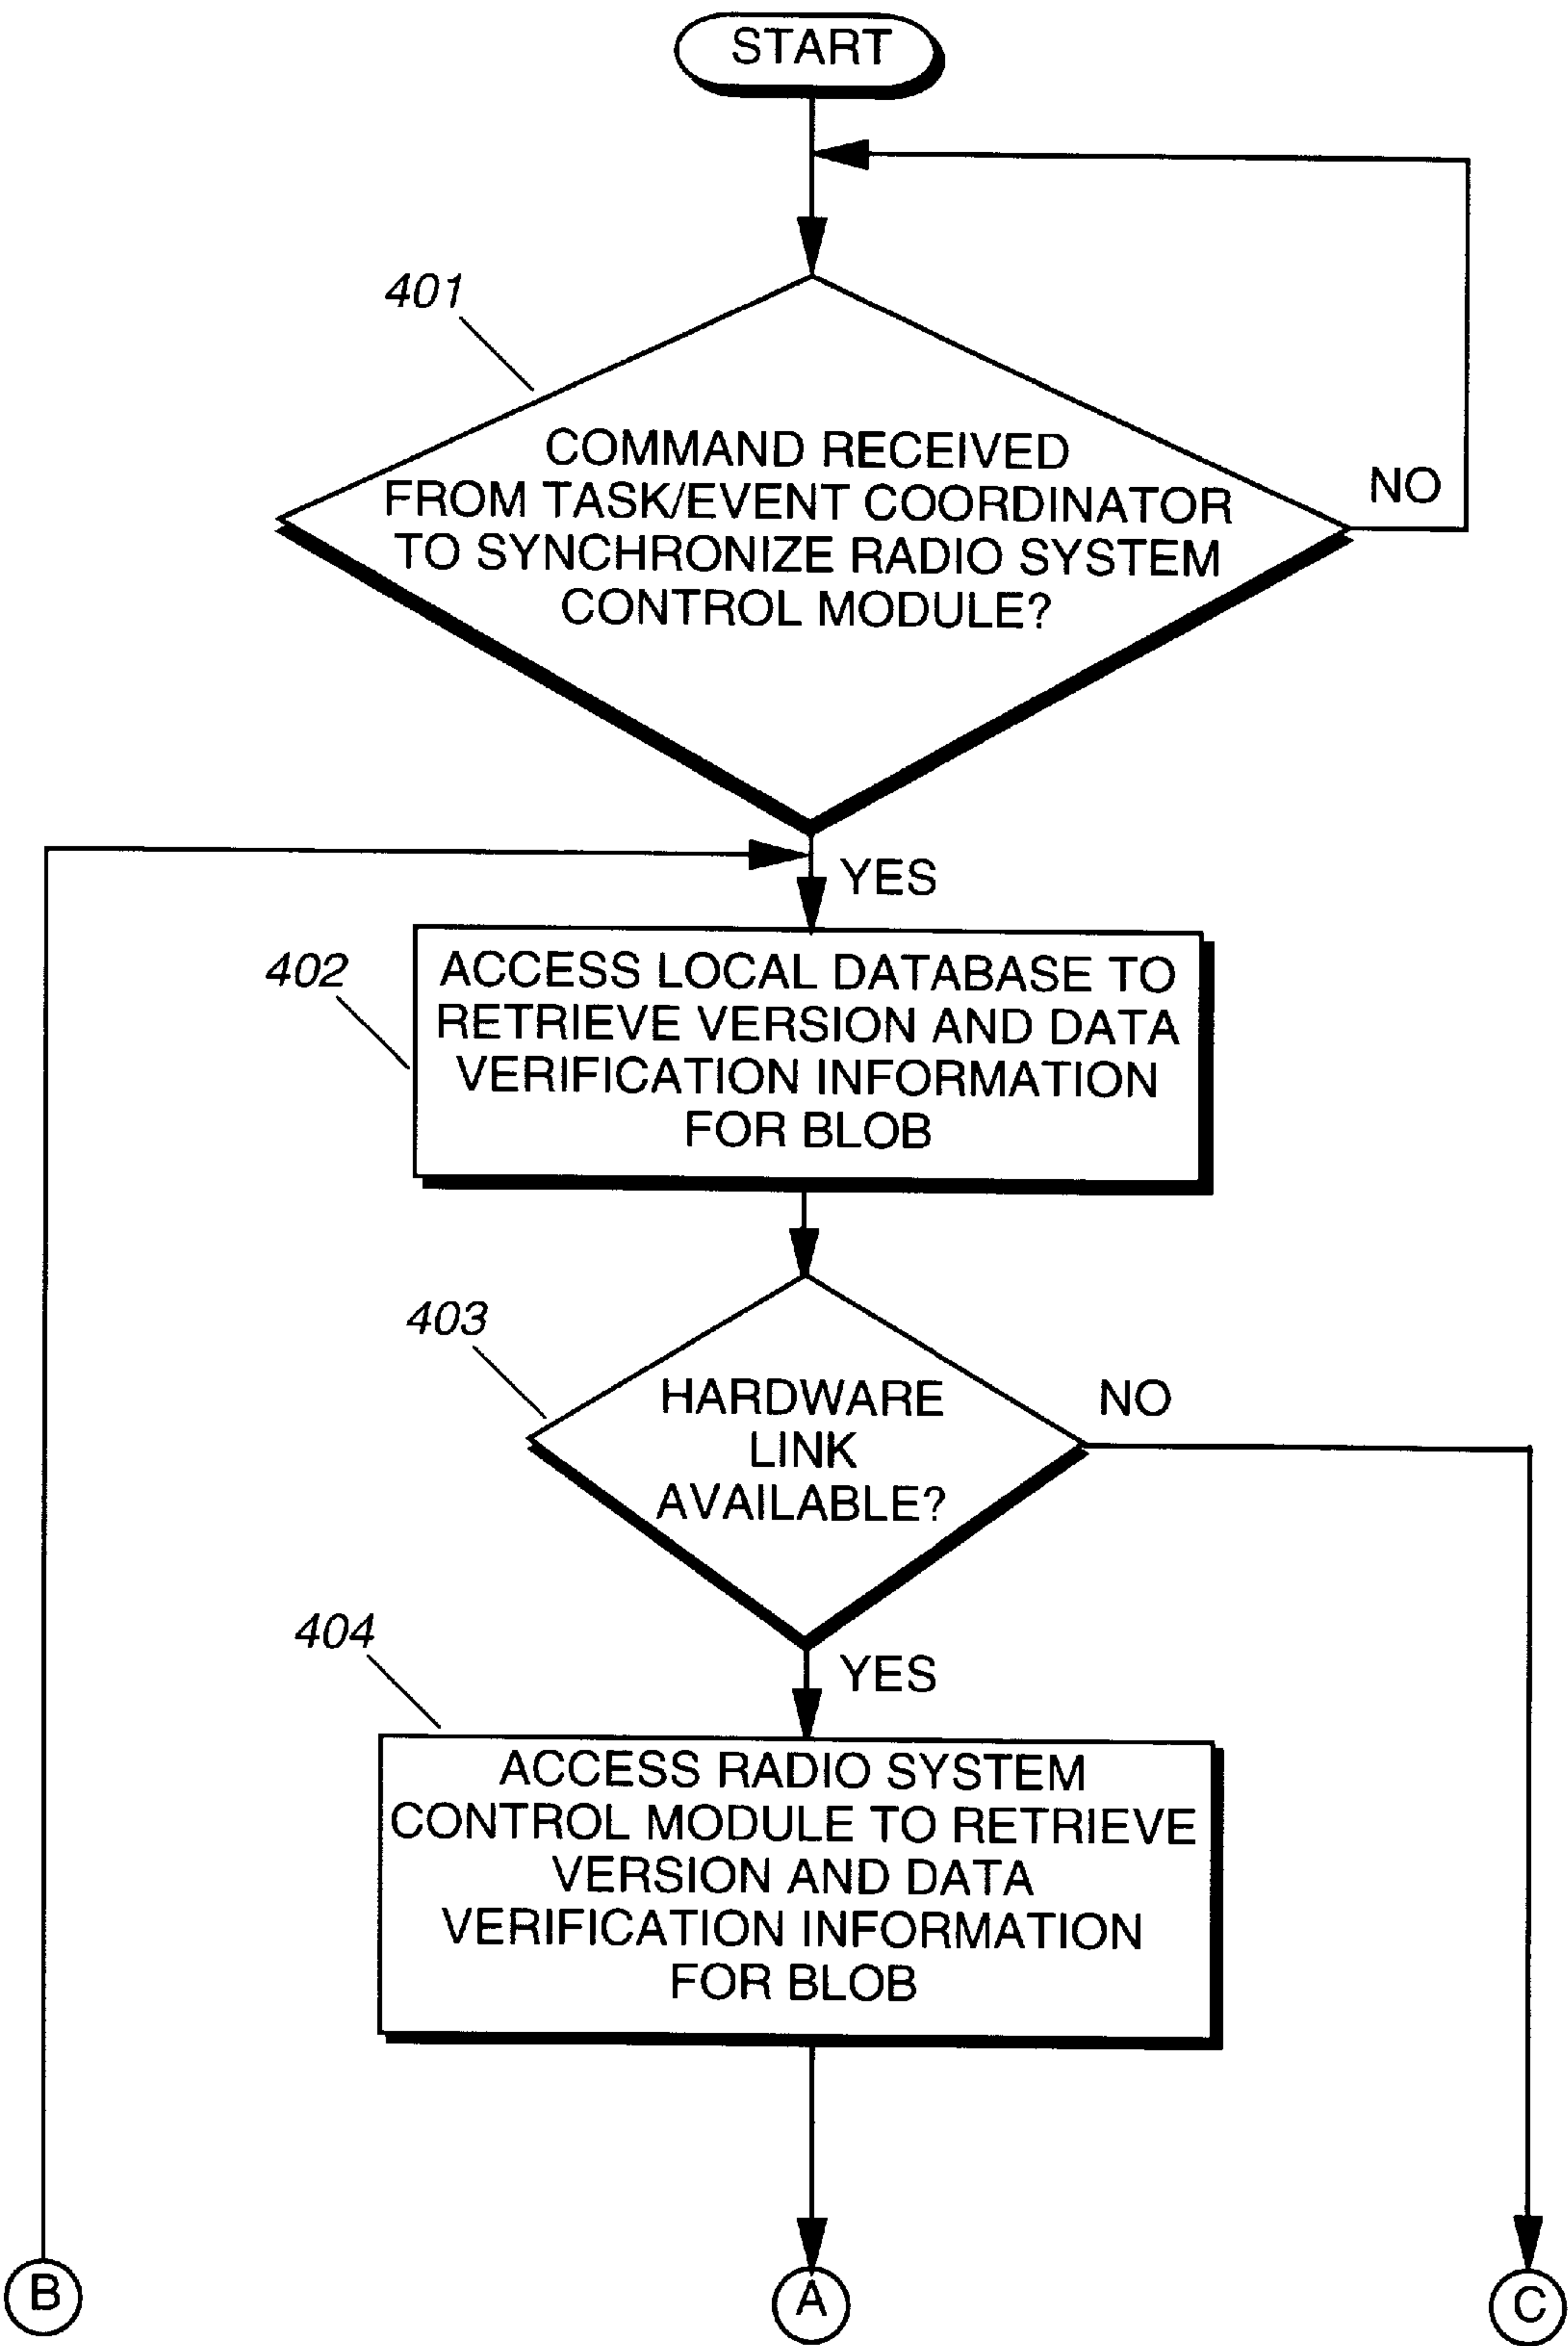 START
401
COMMAND RECEIVED
FROM TASK/EVENT COORDINATOR
TO SYNCHRONIZE RADIO SYSTEM
CONTROL MODULE?
NO
YES
402
ACCESS LOCAL DATABASE TO
RETRIEVE VERSION AND DATA
VERIFICATION INFORMATION
FOR BLOB
403
HARDWARE
LINK
AVAILABLE?
NO
YES
404
ACCESS RADIO SYSTEM
CONTROL MODULE TO RETRIEVE
VERSION AND DATA
VERIFICATION INFORMATION
FOR BLOB
B
A
C